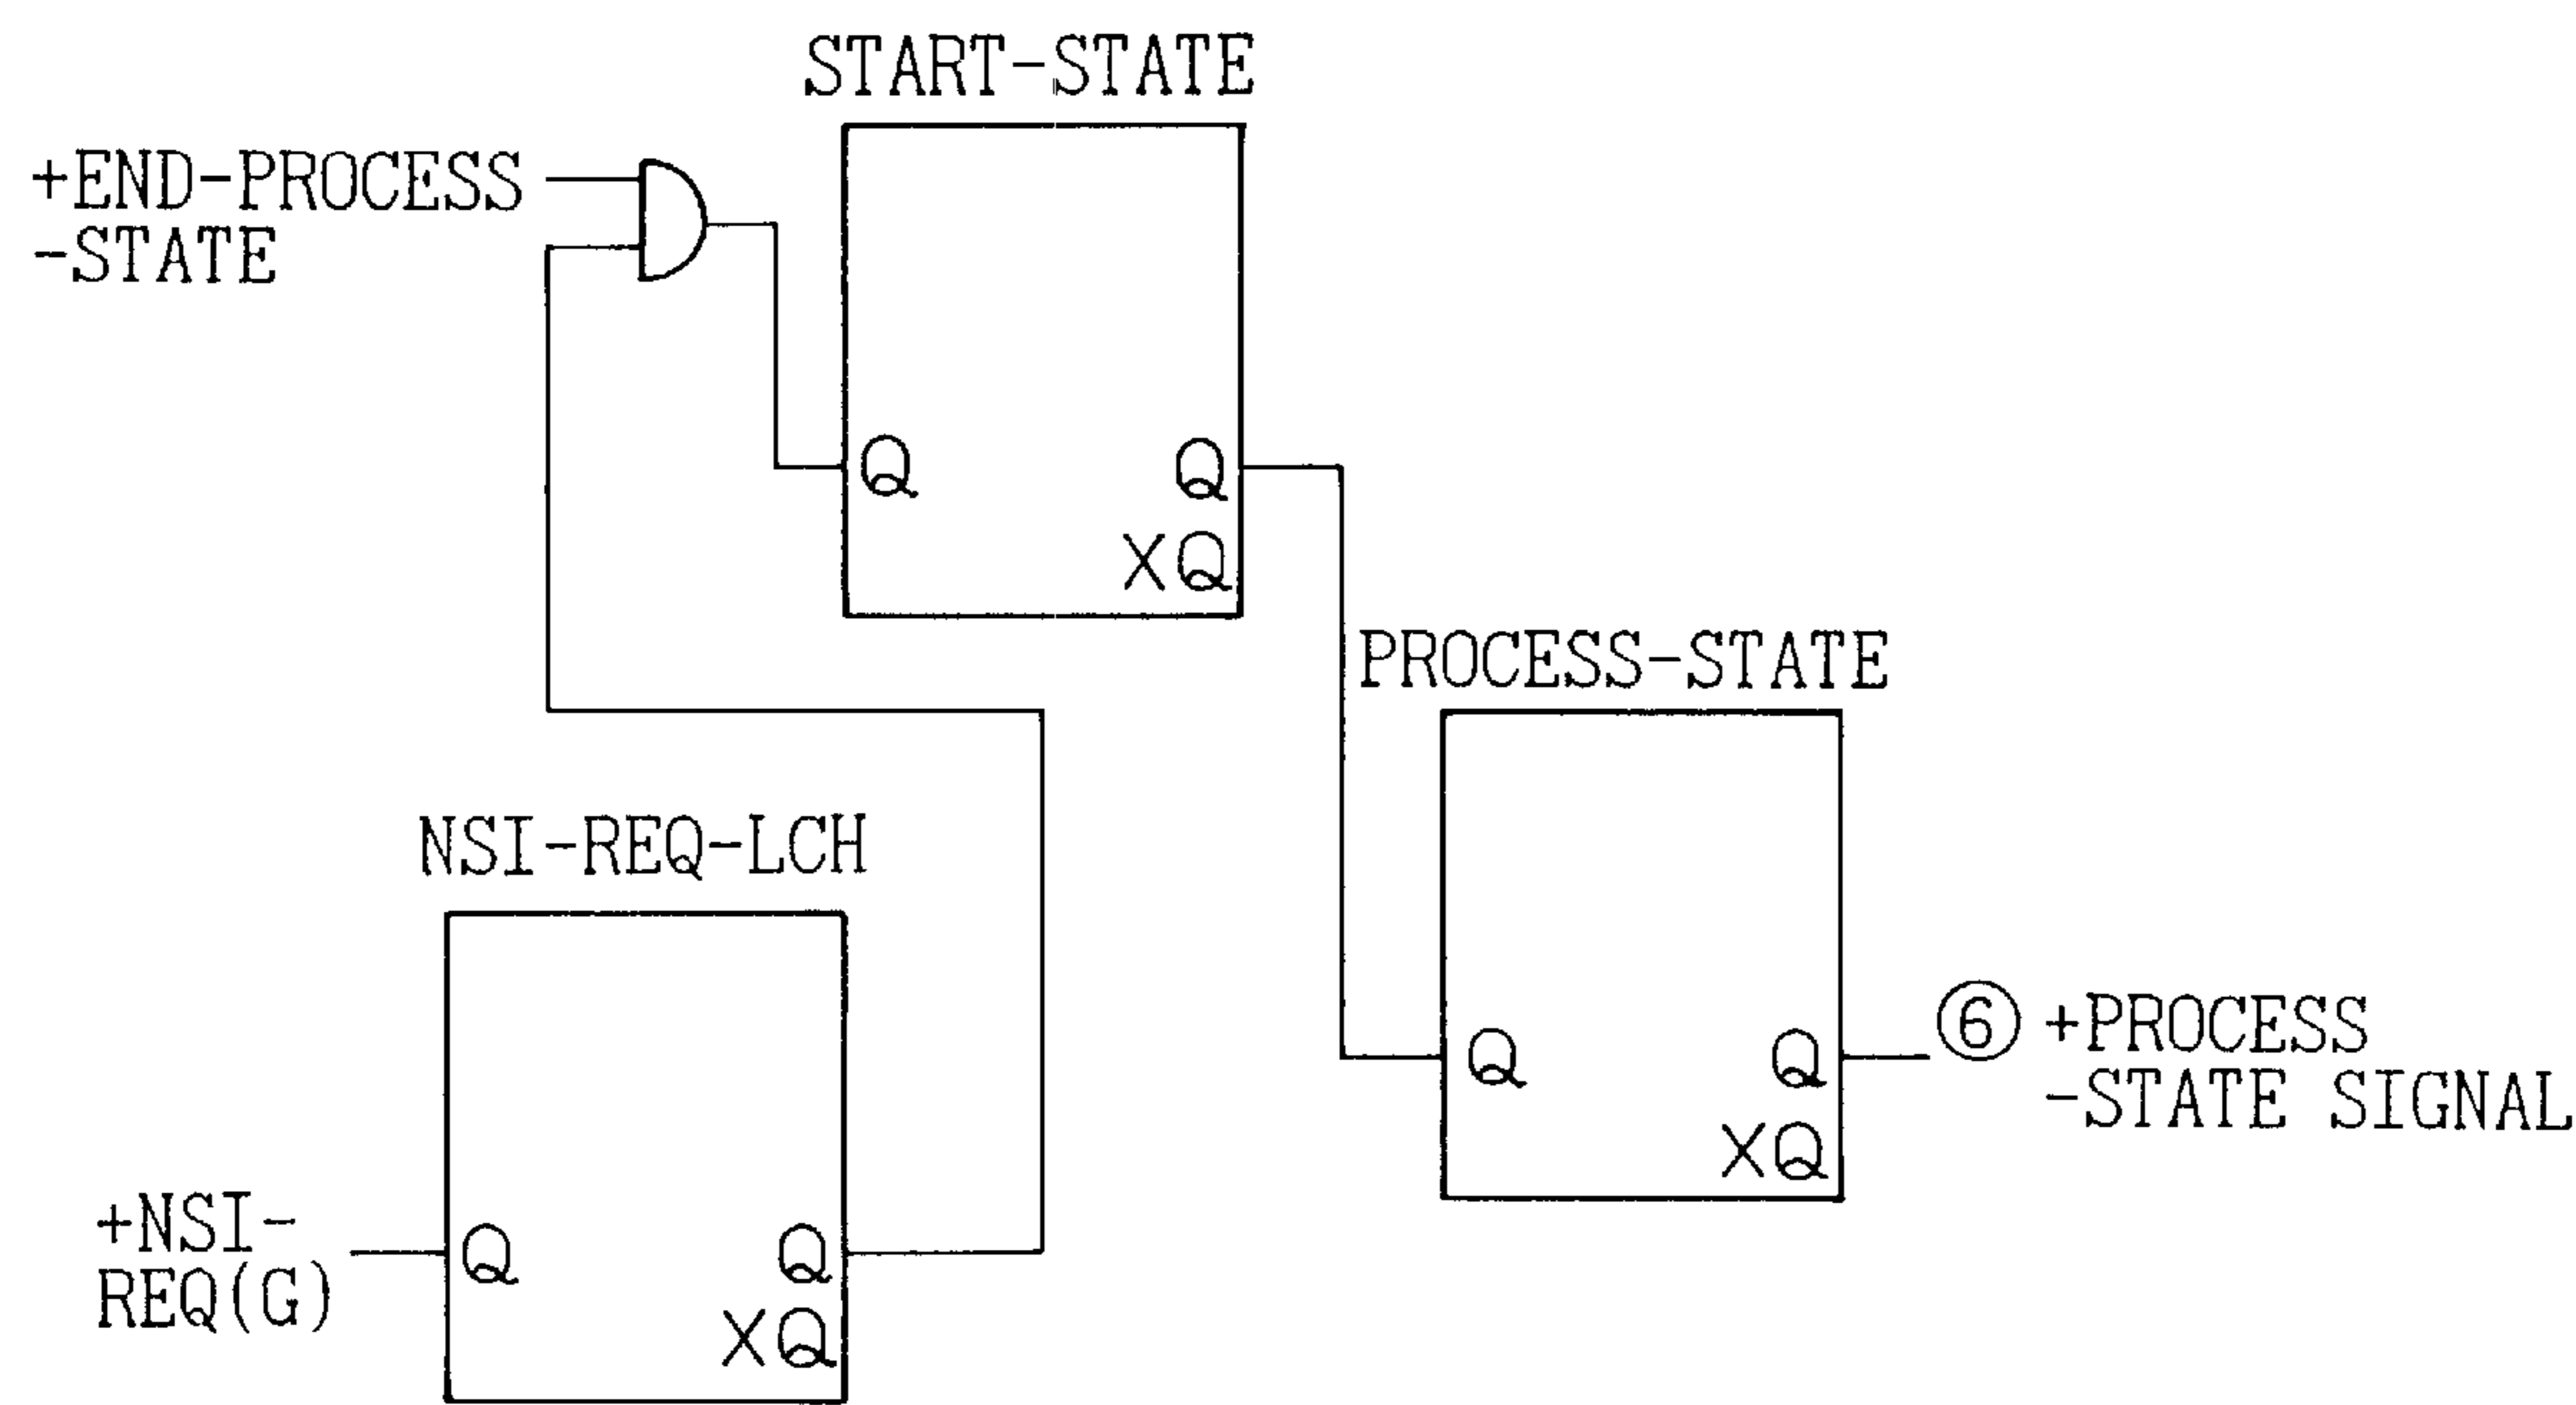 START-STATE
+END-PROCESS
-STATE
Q
Q
XQ
PROCESS-STATE
NSI-REQ-LCH
Q
Q
XQ
⑥ +PROCESS
-STATE SIGNAL
+NSI-
REQ(G)
Q
Q
XQ